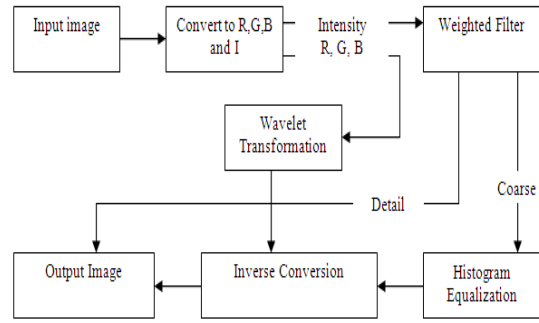 Input image
Convert to R,G,B
and I
Intensity
R, G, B
Weighted Filter
Wavelet
Transformation
Detail
Coarse
Output Image
Inverse Conversion
Histogram
Equalization